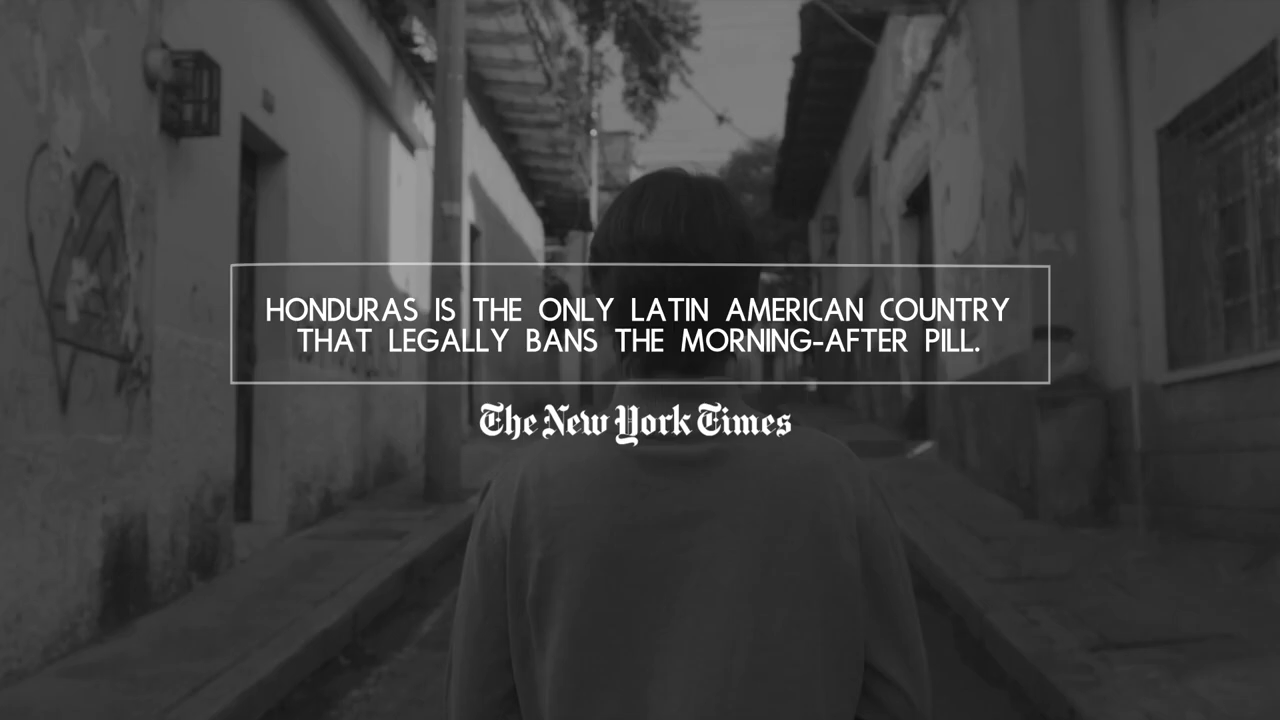 HONDURAS IS THE ONLY LATIN AMERICAN COUNTRY
THAT LEGALLY BANS THE MORNING-AFTER PILL.
The New York Times